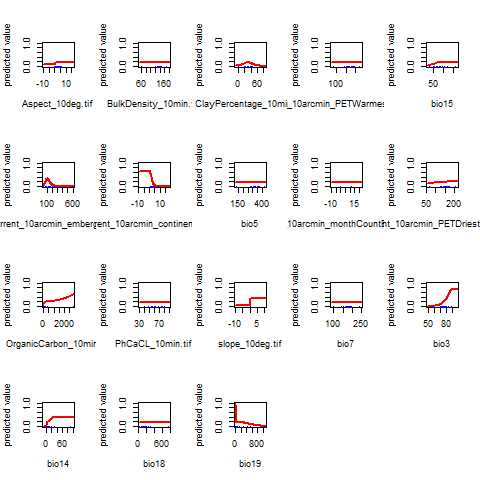 predicted value predicted value predicted value predicted value predicted value
0.0 1.0 0.0 1.0 0.0 1.0 0.0 1.0 0.0 1.0
-10 10 60 160 0 60 100 50
Aspect_10deg.tif BulkDensity_10min. ClayPercentage_10mi _10arcmin_PETWarmes bio15
predicted value predicted value predicted value predicted value predicted value
0.0 1.0 0.0 1.0 0.0 1.0 0.0 1.0 0.0 1.0
100 600 -10 10 150 400 -10 15 50 200
rrent_10arcmin_emberg ent_10arcmin_continen bio5 10arcmin_monthCountl nt_10arcmin_PETDriest
predicted value predicted value predicted value predicted value predicted value
0.0 1.0 0.0 1.0 0.0 1.0 0.0 1.0 0.0 1.0
0 2000 30 70 -10 5 100 250 50 80
OrganicCarbon_10mir PhCaCL_10min.tif slope_10deg.tif bio7 bio3
predicted value predicted value predicted value
0.0 1.0 0.0 1.0 0.0 1.0
0 60 0 600 0 800
bio14 bio18 bio19